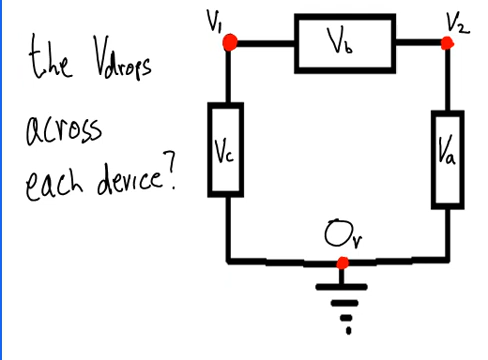 the Vdrops
across
each device?
V1
V2
Vb
Vc
Va
0v